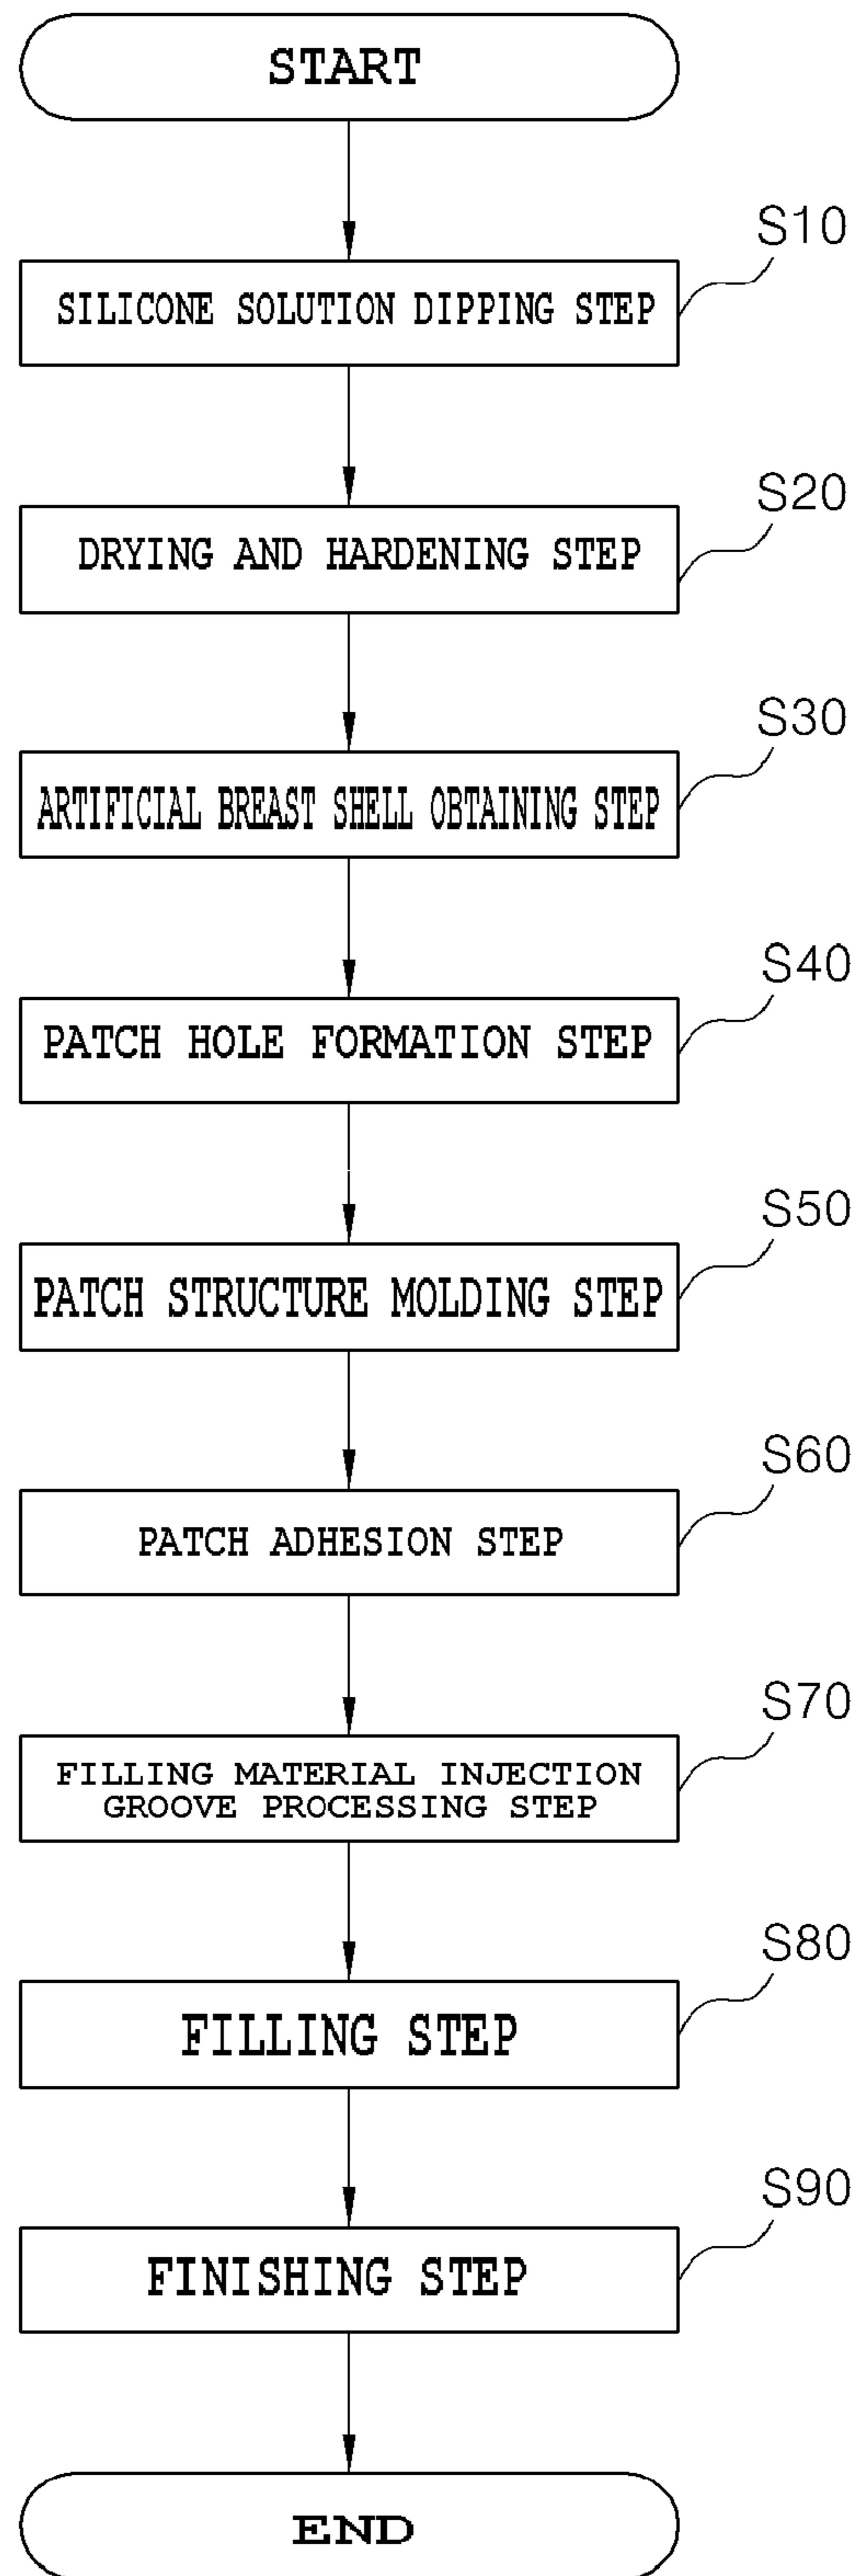 START
S10
SILICONE SOLUTION DIPPING STEP
S20
DRYING AND HARDENING STEP
S30
ARTIFICIAL BREAST SHELL OBTAINING STEP
S40
PATCH HOLE FORMATION STEP
S50
PATCH STRUCTURE MOLDING STEP
S60
PATCH ADHESION STEP
S70
FILLING MATERIAL INJECTION
GROOVE PROCESSING STEP
S80
FILLING STEP
S90
FINISHING STEP
END